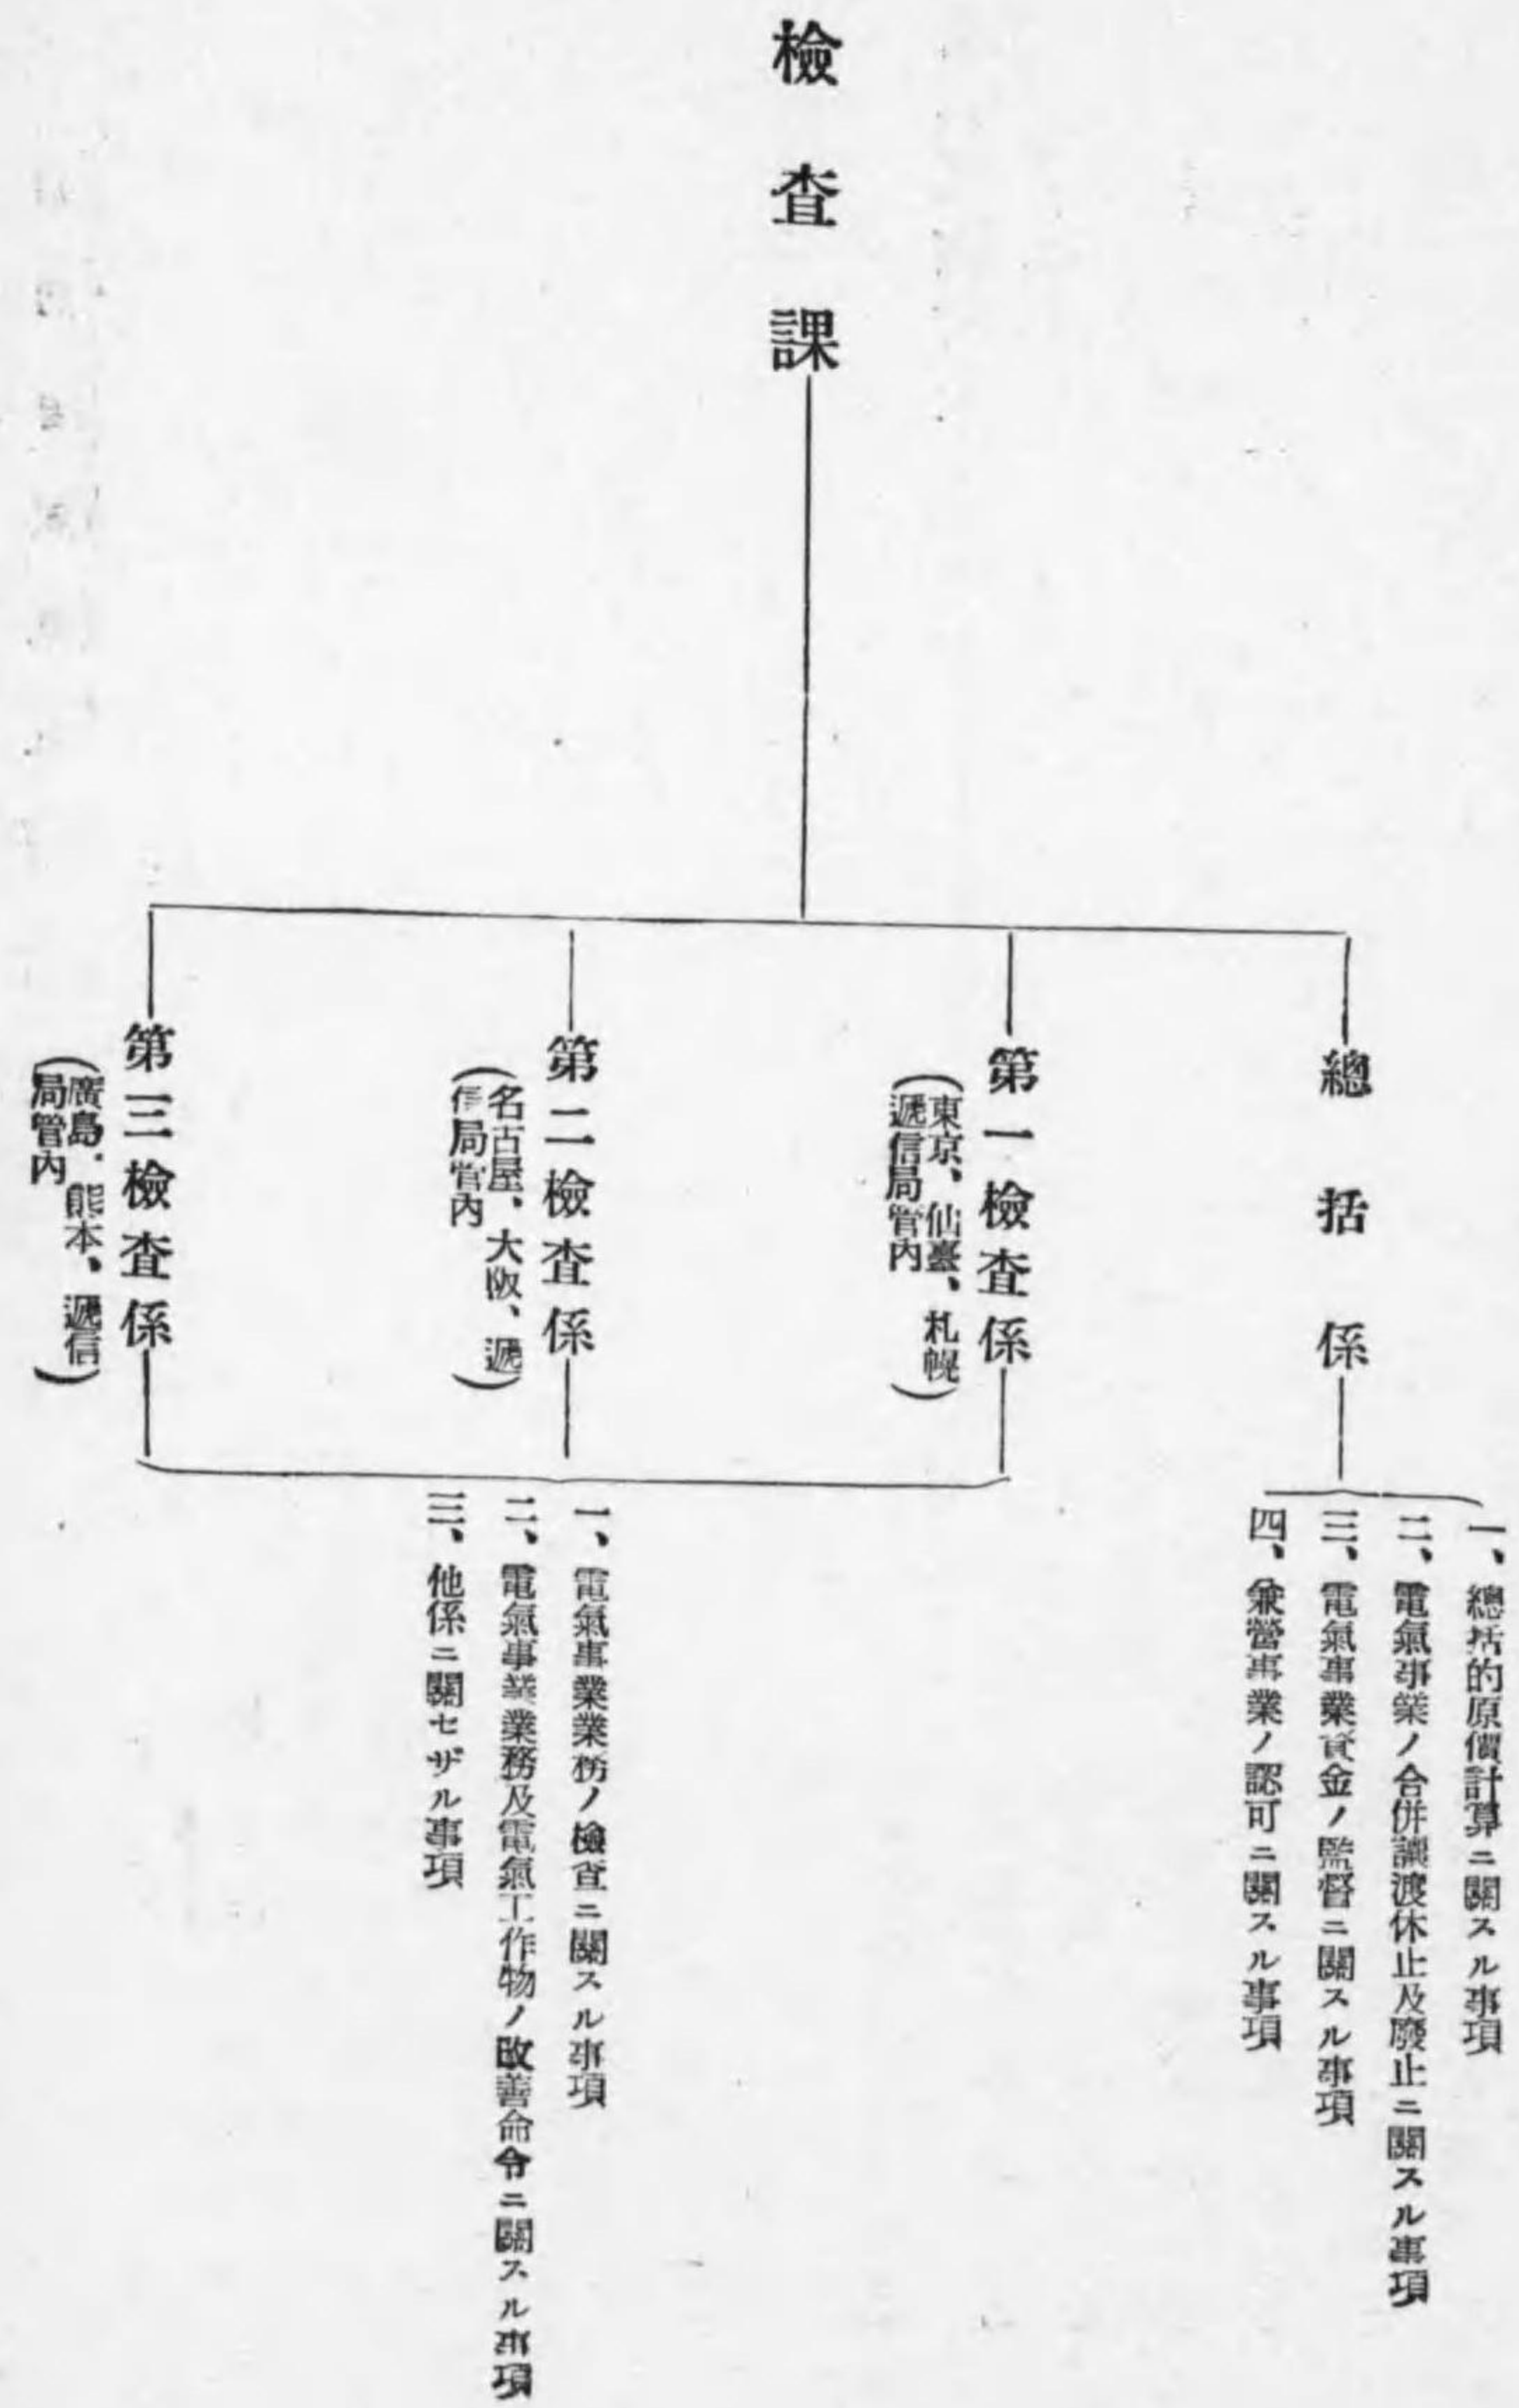 檢査課
總括係
一、總括的原價計算ニ關スル事項
二、電氣事業ノ合併讓渡休止及廢止ニ關スル事項
三、電氣事業資金ノ監督ニ關スル事項
四、兼營事業ノ認可ニ關スル事項
第一檢査係
(東京、仙臺、札幌
遞信局管內)
第二檢査係
(名古屋、大阪、遞
信局管內)
第三檢査係
(廣島、熊本、遞信
局管內)
一、電氣事業業務ノ檢査ニ關スル事項
二、電氣事業業務及電氣工作物ノ改善命令ニ關スル事項
三、他係ニ關セザル事項